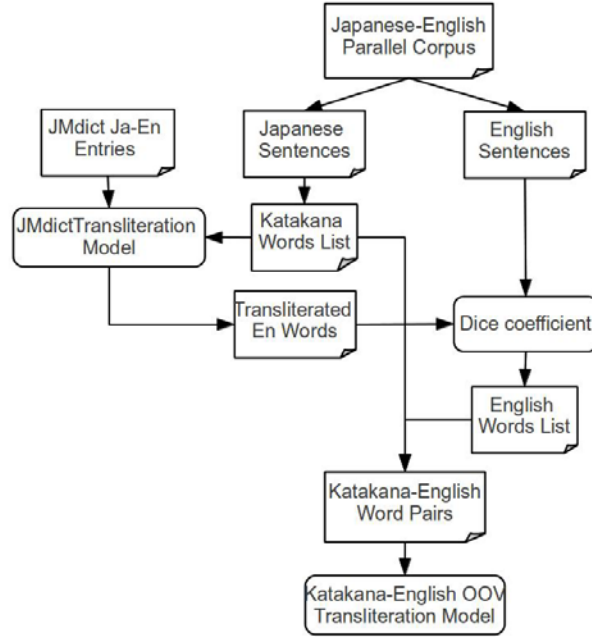 Japanese-English
Parallel Corpus
JMdict Ja-En
Entries
Japanese
Sentences
English
Sentences
JMdictTransliteration
Model
Katakana
Words List
Transliterated
En Words
Dice coefficient
English
Words List
Katakana-English
Word Pairs
Katakana-English OOV
Transliteration Model